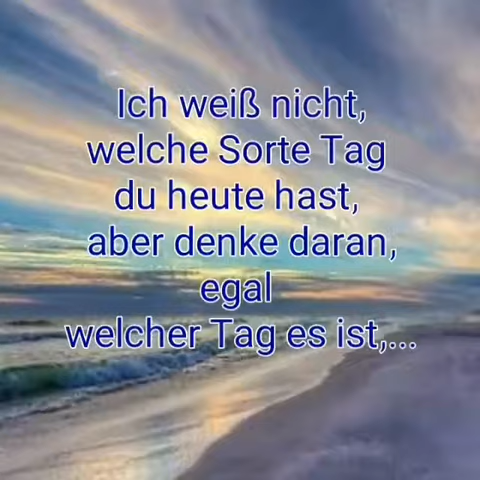 Ich weiß nicht,
welche Sorte Tag
du heute hast,
aber denke daran,
egal
welcher Tag es ist,...